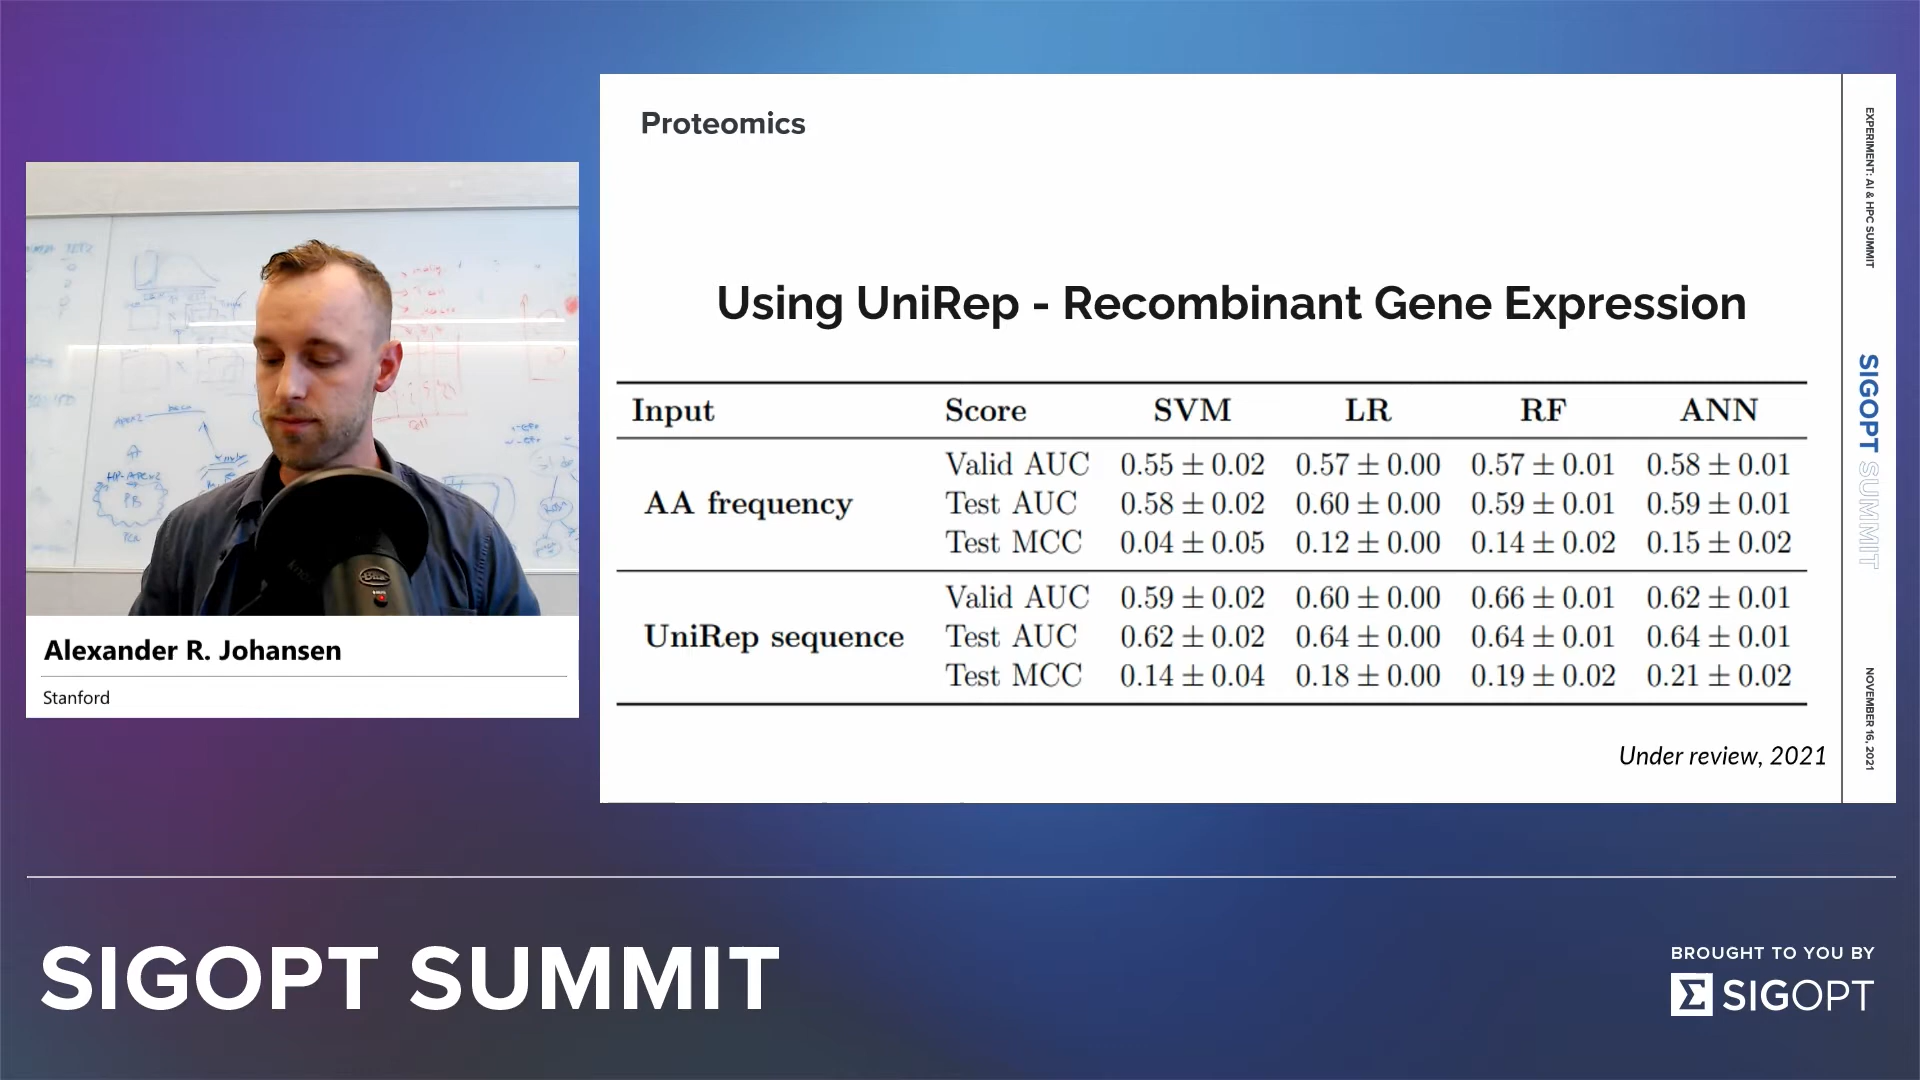 Proteomics
Using UniRep - Recombinant Gene Expression
Input Score SVM LR RF ANN
AA frequency
Valid AUC 0.55 ± 0.02 0.57 ± 0.00 0.57 ± 0.01 0.58 ± 0.01
Test AUC 0.58 ± 0.02 0.60 ± 0.00 0.59 ± 0.01 0.59 ± 0.01
Test MCC 0.04 ± 0.05 0.12 ± 0.00 0.14 ± 0.02 0.15 ± 0.02
UniRep sequence
Valid AUC 0.59 ± 0.02 0.60 ± 0.00 0.66 ± 0.01 0.62 ± 0.01
Test AUC 0.62 ± 0.02 0.64 ± 0.00 0.64 ± 0.01 0.64 ± 0.01
Test MCC 0.14 ± 0.04 0.18 ± 0.00 0.19 ± 0.02 0.21 ± 0.02
Under review, 2021
EXPERIMENT: AI & HPC SUMMIT
SIGOPT SUMMIT
NOVEMBER 16, 2021
Blue
Alexander R. Johansen
Stanford
SIGOPT SUMMIT
BROUGHT TO YOU BY
SIGOPT